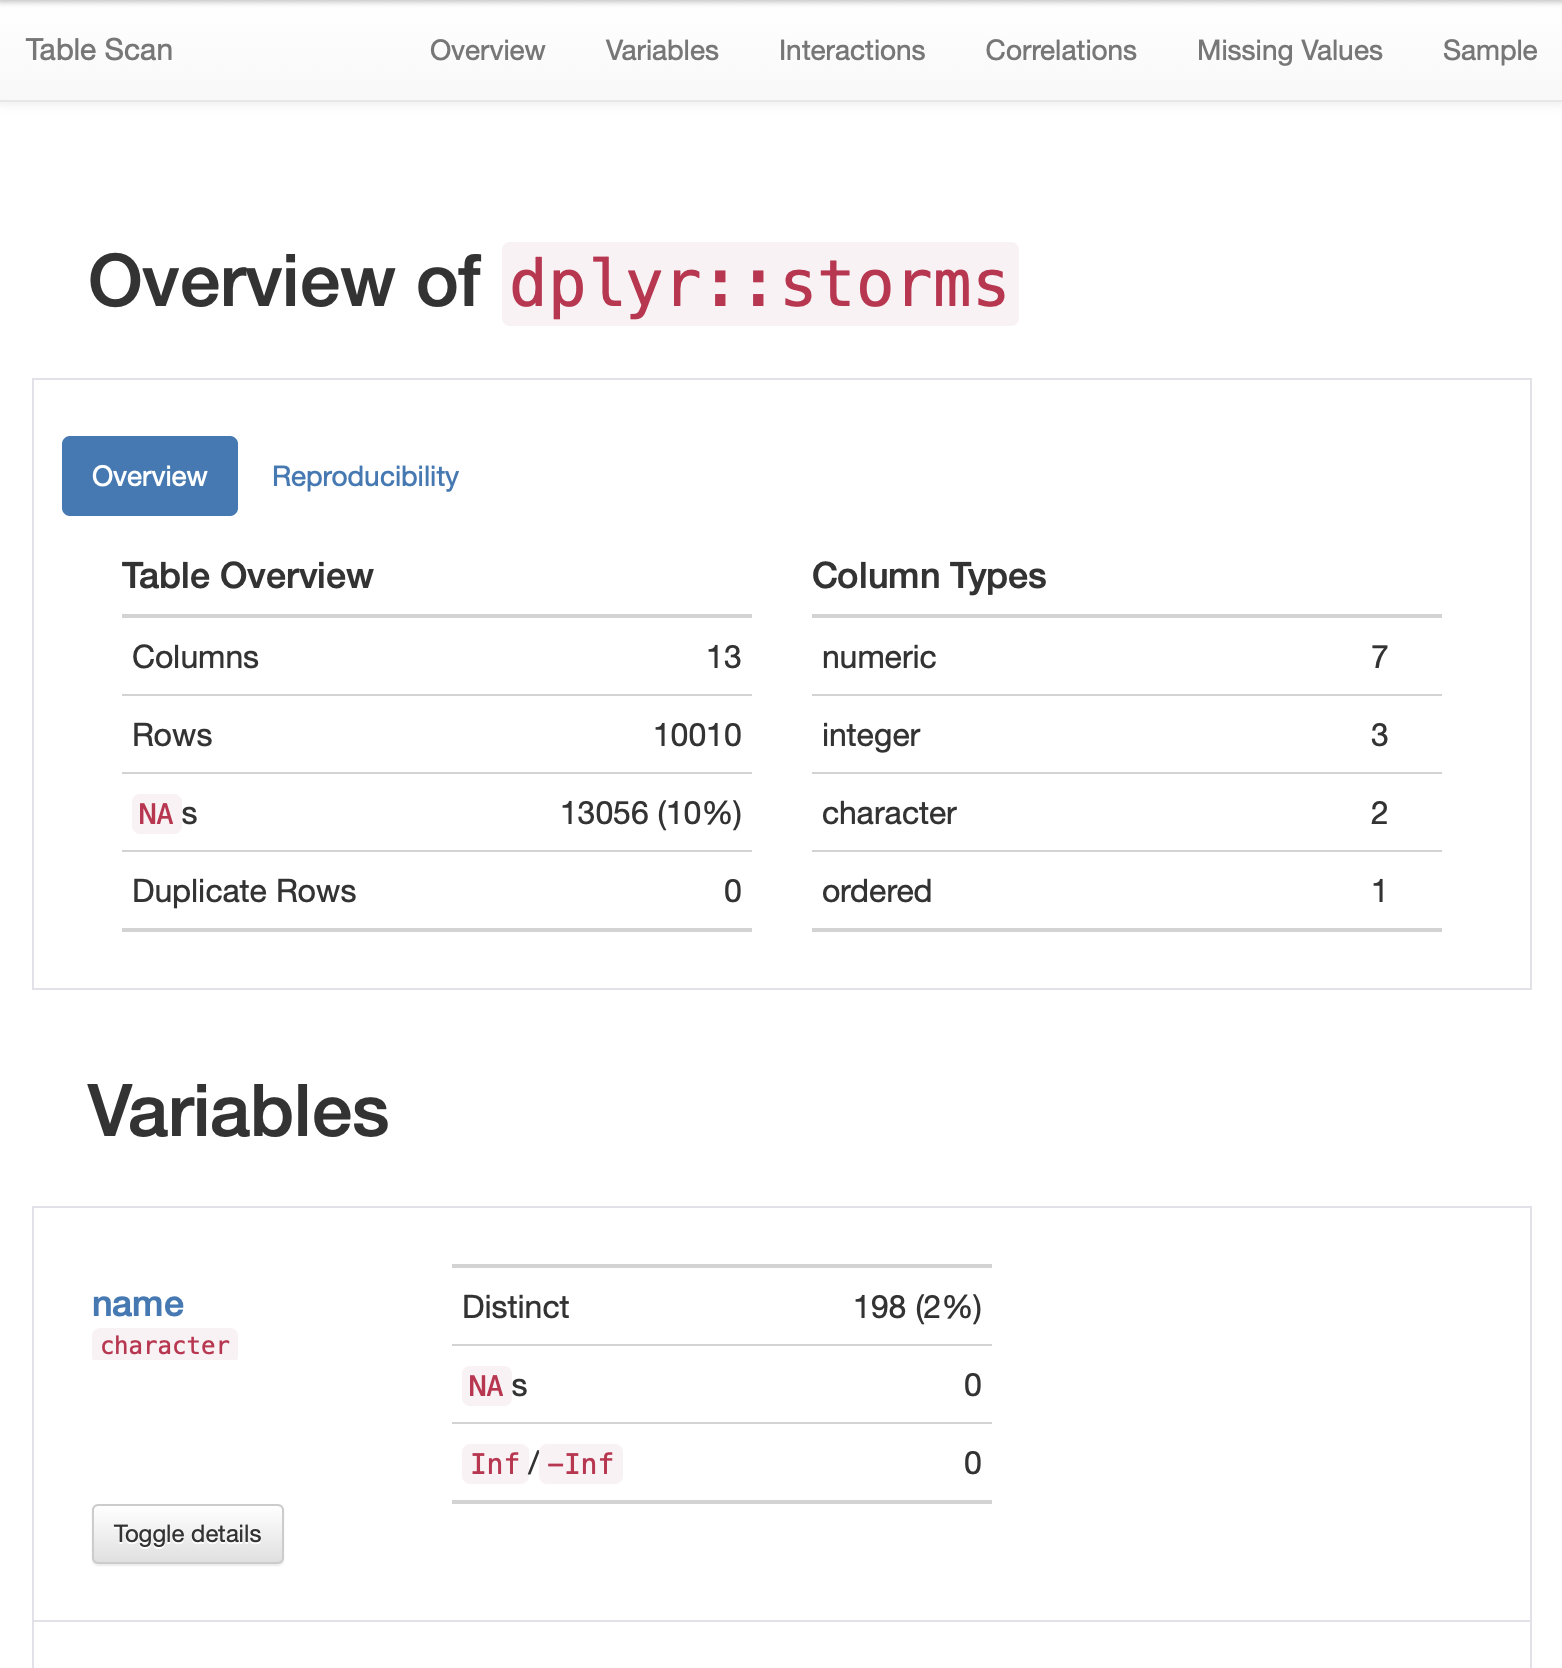 Table Scan Overview Variables Interactions Correlations Missing Values Sample
Overview of dplyr::storms
Overview Reproducibility
Table Overview
Columns 13
Rows 10010
NAs 13056 (10%)
Duplicate Rows 0
Column Types
numeric 7
integer 3
character 2
ordered 1
Variables
name
character
Distinct 198 (2%)
NAs 0
Inf/-Inf 0
Toggle details